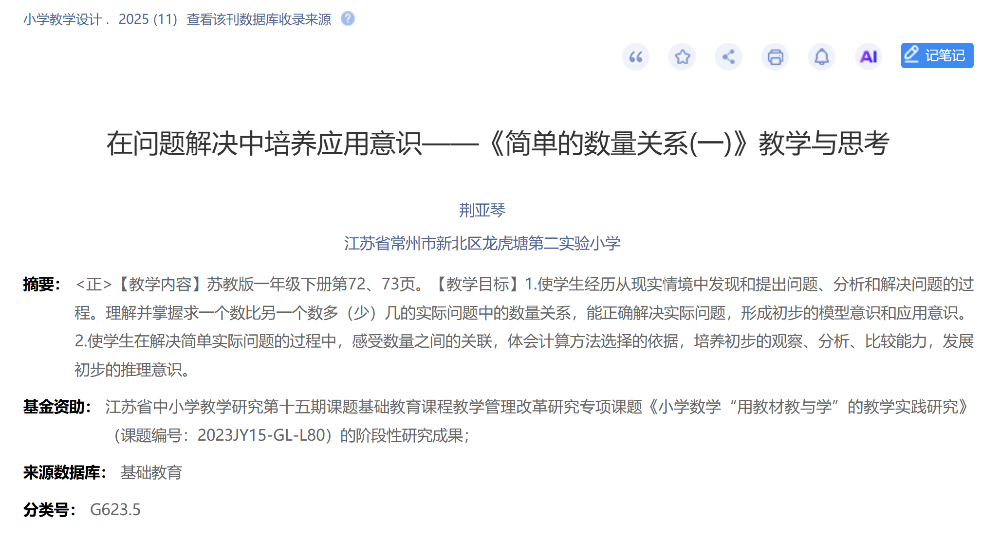 小学教学设计 . 2025 (11) 查看该刊数据库收录来源 ?
AI 记笔记
在问题解决中培养应用意识——《简单的数量关系(一)》教学与思考
荆亚琴
江苏省常州市新北区龙虎塘第二实验小学
摘要： <正>【教学内容】苏教版一年级下册第72、73页。【教学目标】1.使学生经历从现实情境中发现和提出问题、分析和解决问题的过
程。理解并掌握求一个数比另一个数多（少）几的实际问题中的数量关系，能正确解决实际问题，形成初步的模型意识和应用意识。
2.使学生在解决简单实际问题的过程中，感受数量之间的关联，体会计算方法选择的依据，培养初步的观察、分析、比较能力，发展
初步的推理意识。
基金资助： 江苏省中小学教学研究第十五期课题基础教育课程教学管理改革研究专项课题《小学数学“用教材教与学”的教学实践研究》
（课题编号：2023JY15-GL-L80）的阶段性研究成果；
来源数据库： 基础教育
分类号： G623.5